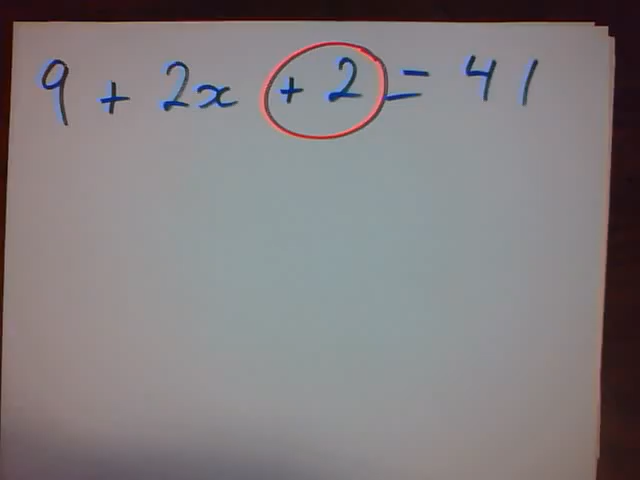 9 + 2x + 2 = 41